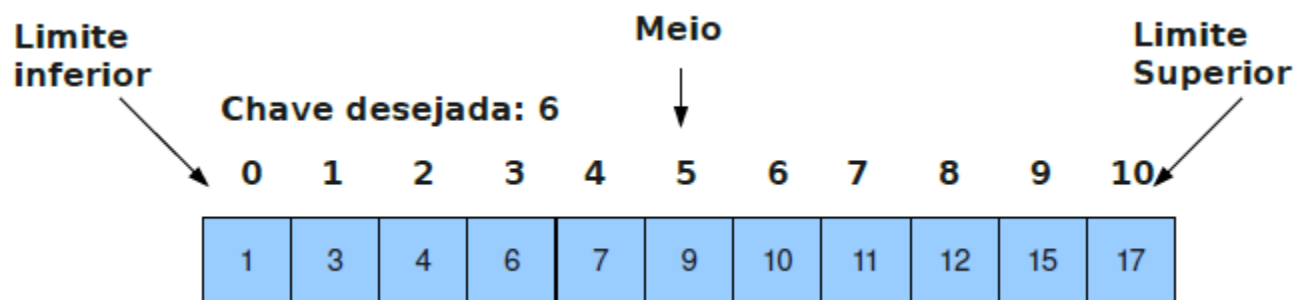 Limite
inferior
Meio
Limite
Superior
Chave desejada: 6
0 1 2 3 4 5 6 7 8 9 10
1 3 4 6 7 9 10 11 12 15 17